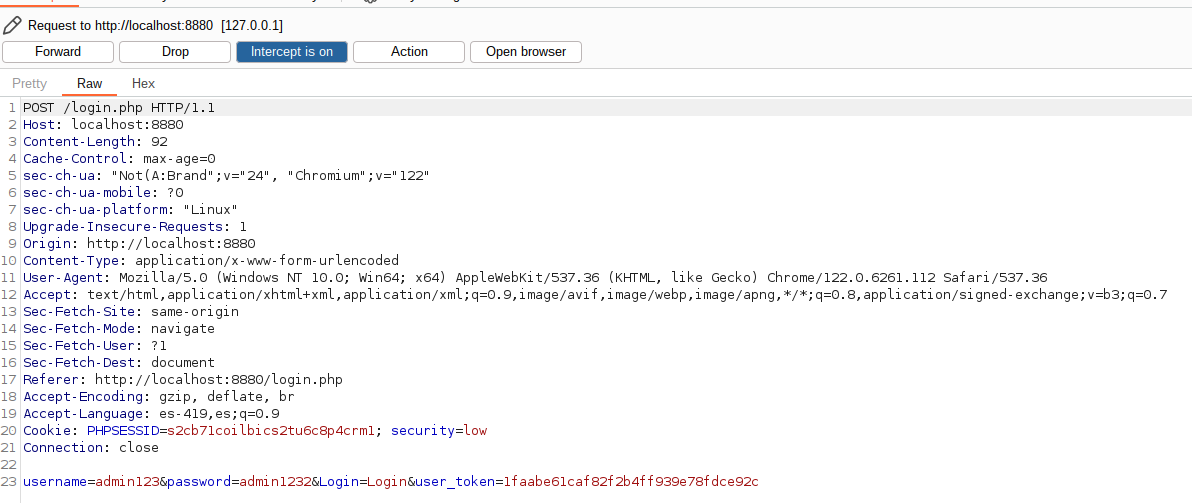 Request to http://localhost:8880 [127.0.0.1]
Forward Drop Intercept is on Action Open browser
Pretty Raw Hex
1 POST /login.php HTTP/1.1
2 Host: localhost:8880
3 Content-Length: 92
4 Cache-Control: max-age=0
5 sec-ch-ua: "Not(A:Brand";v="24", "Chromium";v="122"
6 sec-ch-ua-mobile: ?0
7 sec-ch-ua-platform: "Linux"
8 Upgrade-Insecure-Requests: 1
9 Origin: http://localhost:8880
10 Content-Type: application/x-www-form-urlencoded
11 User-Agent: Mozilla/5.0 (Windows NT 10.0; Win64; x64) AppleWebKit/537.36 (KHTML, like Gecko) Chrome/122.0.6261.112 Safari/537.36
12 Accept: text/html,application/xhtml+xml,application/xml;q=0.9,image/avif,image/webp,image/apng,*/*;q=0.8,application/signed-exchange;v=b3;q=0.7
13 Sec-Fetch-Site: same-origin
14 Sec-Fetch-Mode: navigate
15 Sec-Fetch-User: ?1
16 Sec-Fetch-Dest: document
17 Referer: http://localhost:8880/login.php
18 Accept-Encoding: gzip, deflate, br
19 Accept-Language: es-419,es;q=0.9
20 Cookie: PHPSESSID=s2cb71coilbics2tu6c8p4crm1; security=low
21 Connection: close
22
23 username=admin123&password=admin1232&Login=Login&user_token=1faabe61caf82f2b4ff939e78fdce92c